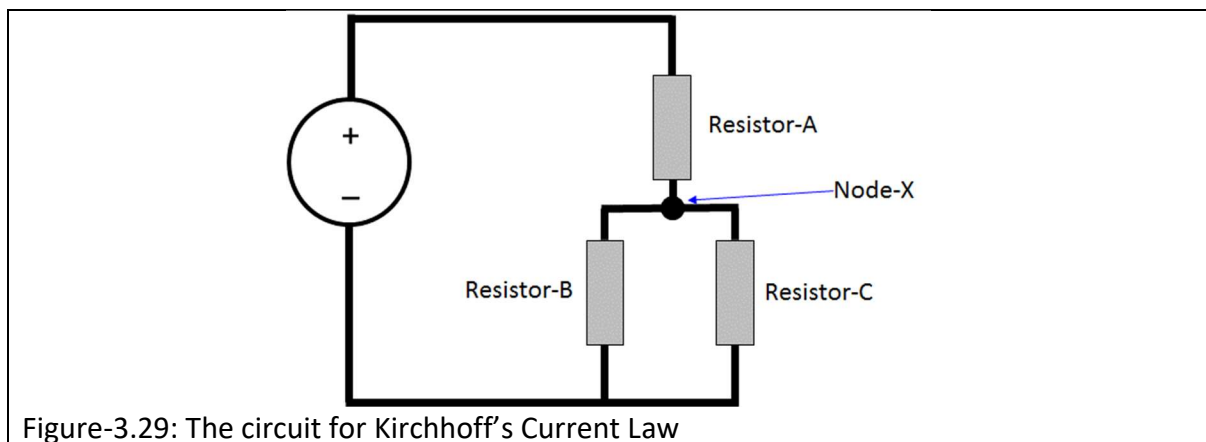 +
−
Resistor-A
Node-X
Resistor-B
Resistor-C
Figure-3.29: The circuit for Kirchhoff’s Current Law